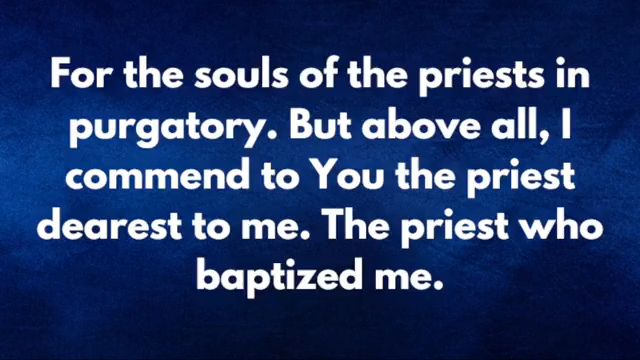 For the souls of the priests in
purgatory. But above all, I
commend to You the priest
dearest to me. The priest who
baptized me.